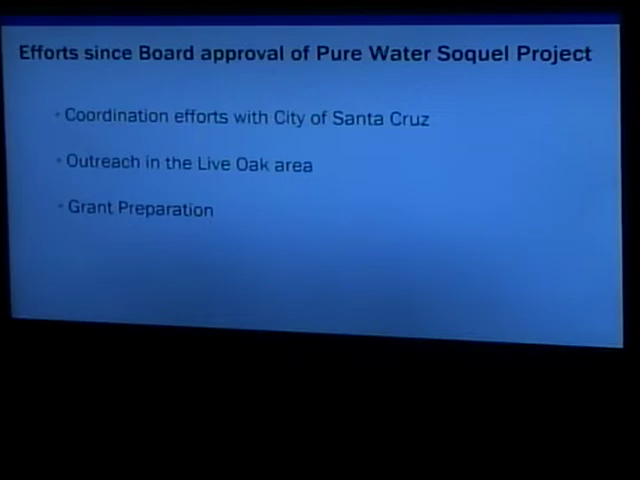 Efforts since Board approval of Pure Water Soquel Project
• Coordination efforts with City of Santa Cruz
• Outreach in the Live Oak area
• Grant Preparation